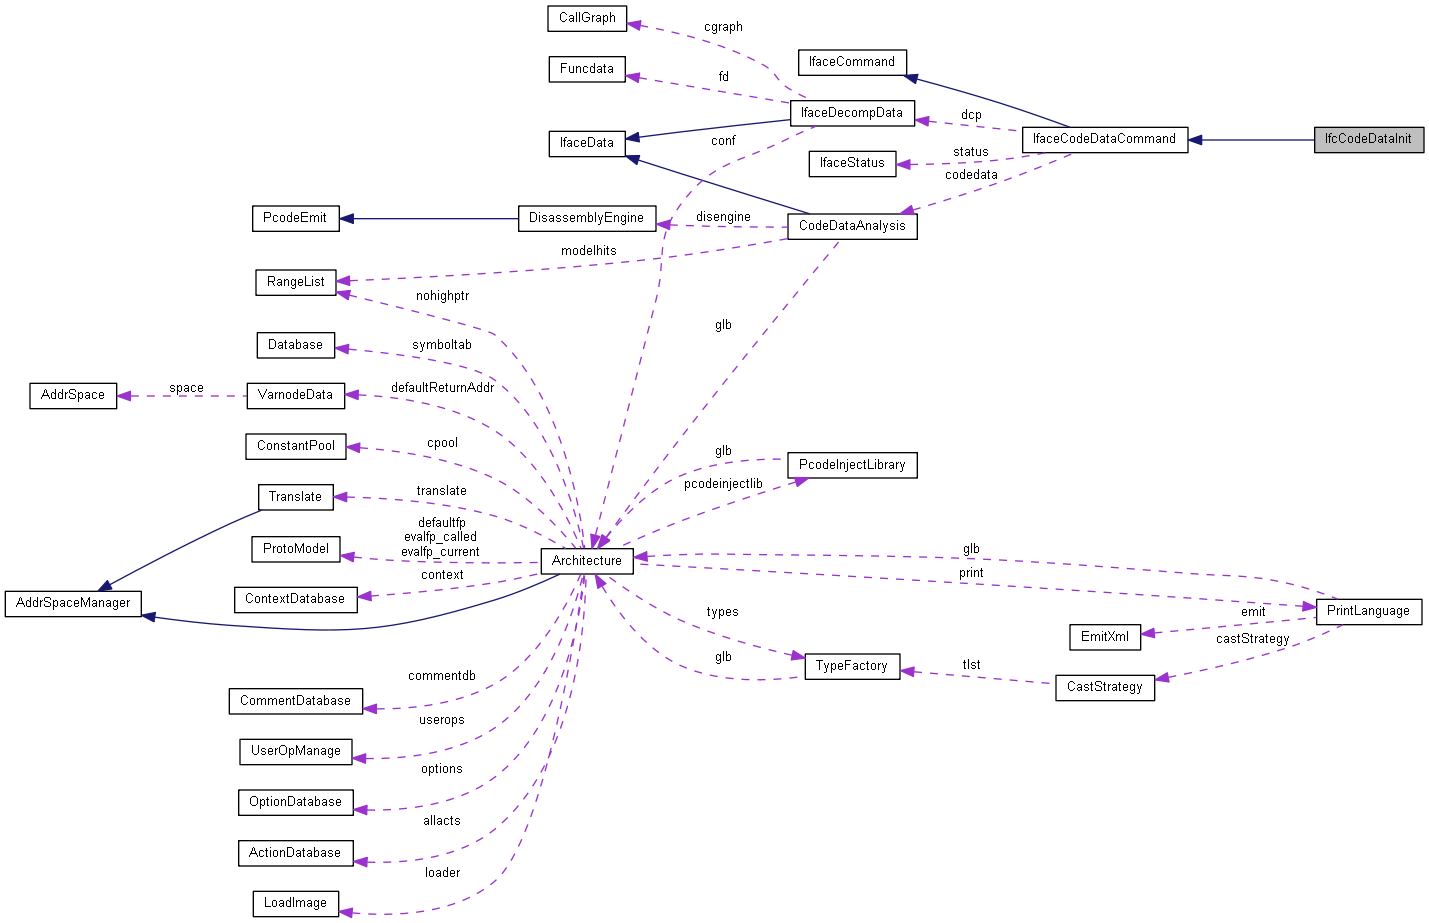 CallGraph
cgraph
IfaceCommand
Funcdata
fd
IfaceDecompData
dcp
IfaceData
conf
IfaceCodeDataCommand
IfcCodeDataInit
IfaceStatus
status
codedata
PcodeEmit
DisassemblyEngine
disengine
CodeDataAnalysis
modelhits
RangeList
nohighptr
glb
Database
symboltab
AddrSpace
space
VarnodeData
defaultReturnAddr
ConstantPool
cpool
glb
PcodeInjectLibrary
pcodeinjectlib
Translate
translate
defaultfp
evalfp_called
evalfp_current
ProtoModel
Architecture
glb
print
context
ContextDatabase
AddrSpaceManager
types
PrintLanguage
emit
EmitXml
castStrategy
glb
TypeFactory
tlst
CastStrategy
commentdb
CommentDatabase
userops
UserOpManage
options
OptionDatabase
allacts
ActionDatabase
loader
LoadImage